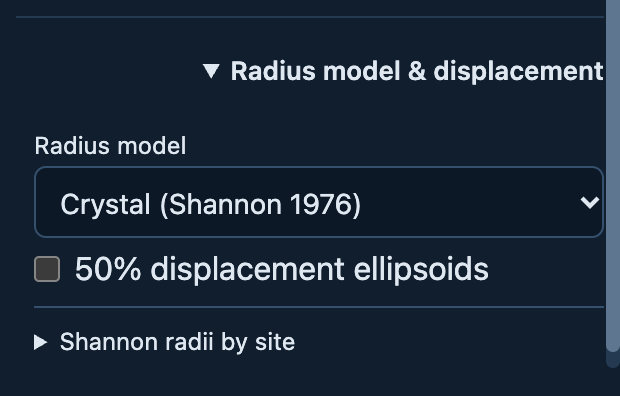 ▼ Radius model & displacement
Radius model
Crystal (Shannon 1976)
50% displacement ellipsoids
▶ Shannon radii by site